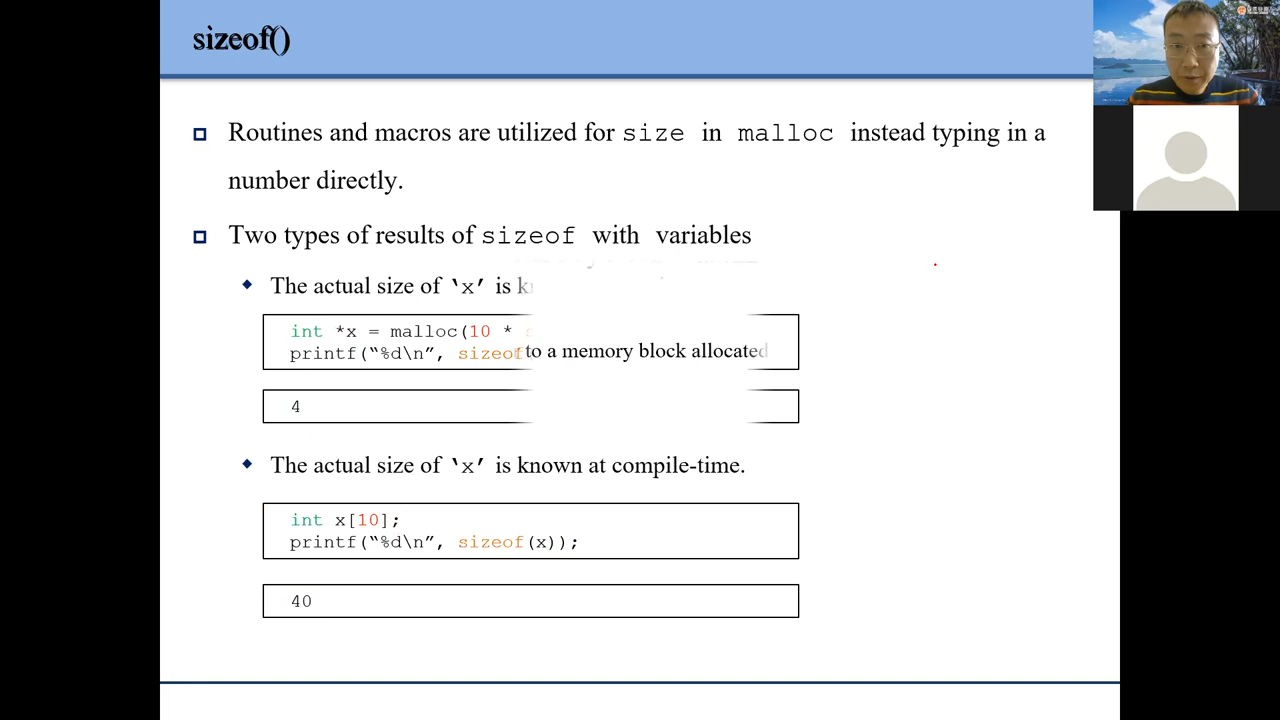 sizeof()
Routines and macros are utilized for size in malloc instead typing in a
number directly.
Two types of results of sizeof with variables
The actual size of ‘x’ is
int *x = malloc(10 *
printf(“%d\n”, sizeof
to a memory block allocated
4
The actual size of ‘x’ is known at compile-time.
int x[10];
printf(“%d\n”, sizeof(x));
40